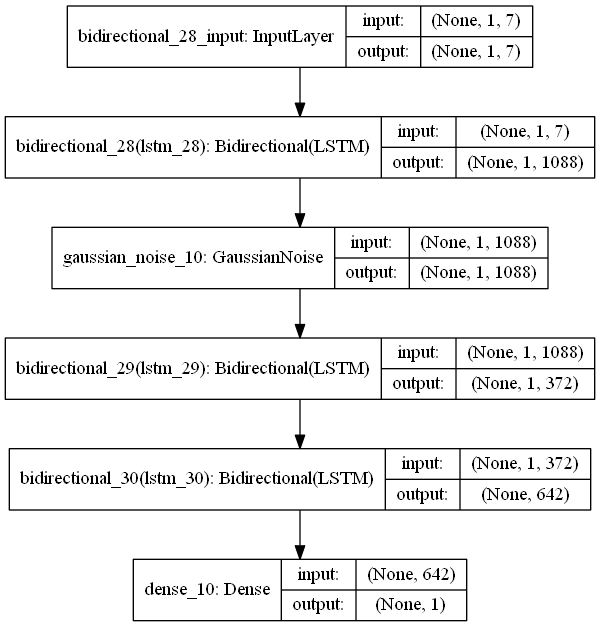 bidirectional_28_input: InputLayer
input: (None, 1, 7)
output: (None, 1, 7)
bidirectional_28(lstm_28): Bidirectional(LSTM)
input: (None, 1, 7)
output: (None, 1, 1088)
gaussian_noise_10: GaussianNoise
input: (None, 1, 1088)
output: (None, 1, 1088)
bidirectional_29(lstm_29): Bidirectional(LSTM)
input: (None, 1, 1088)
output: (None, 1, 372)
bidirectional_30(lstm_30): Bidirectional(LSTM)
input: (None, 1, 372)
output: (None, 642)
dense_10: Dense
input: (None, 642)
output: (None, 1)